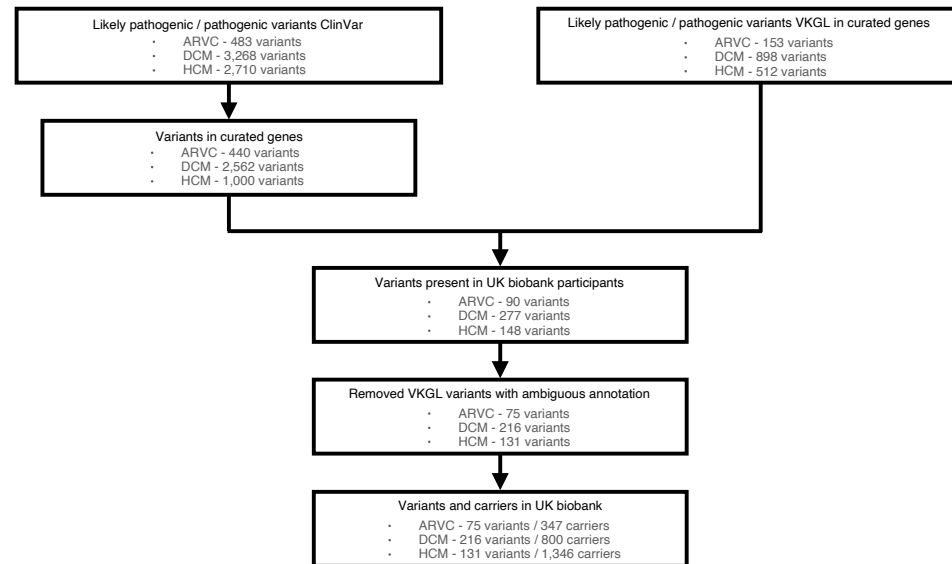 Likely pathogenic / pathogenic variants ClinVar
· ARVC - 483 variants
· DCM - 3,268 variants
· HCM - 2,710 variants
Likely pathogenic / pathogenic variants VKGL in curated genes
· ARVC - 153 variants
· DCM - 898 variants
· HCM - 512 variants
Variants in curated genes
· ARVC - 440 variants
· DCM - 2,562 variants
· HCM - 1,000 variants
Variants present in UK biobank participants
· ARVC - 90 variants
· DCM - 277 variants
· HCM - 148 variants
Removed VKGL variants with ambiguous annotation
· ARVC - 75 variants
· DCM - 216 variants
· HCM - 131 variants
Variants and carriers in UK biobank
· ARVC - 75 variants / 347 carriers
· DCM - 216 variants / 800 carriers
· HCM - 131 variants / 1,346 carriers